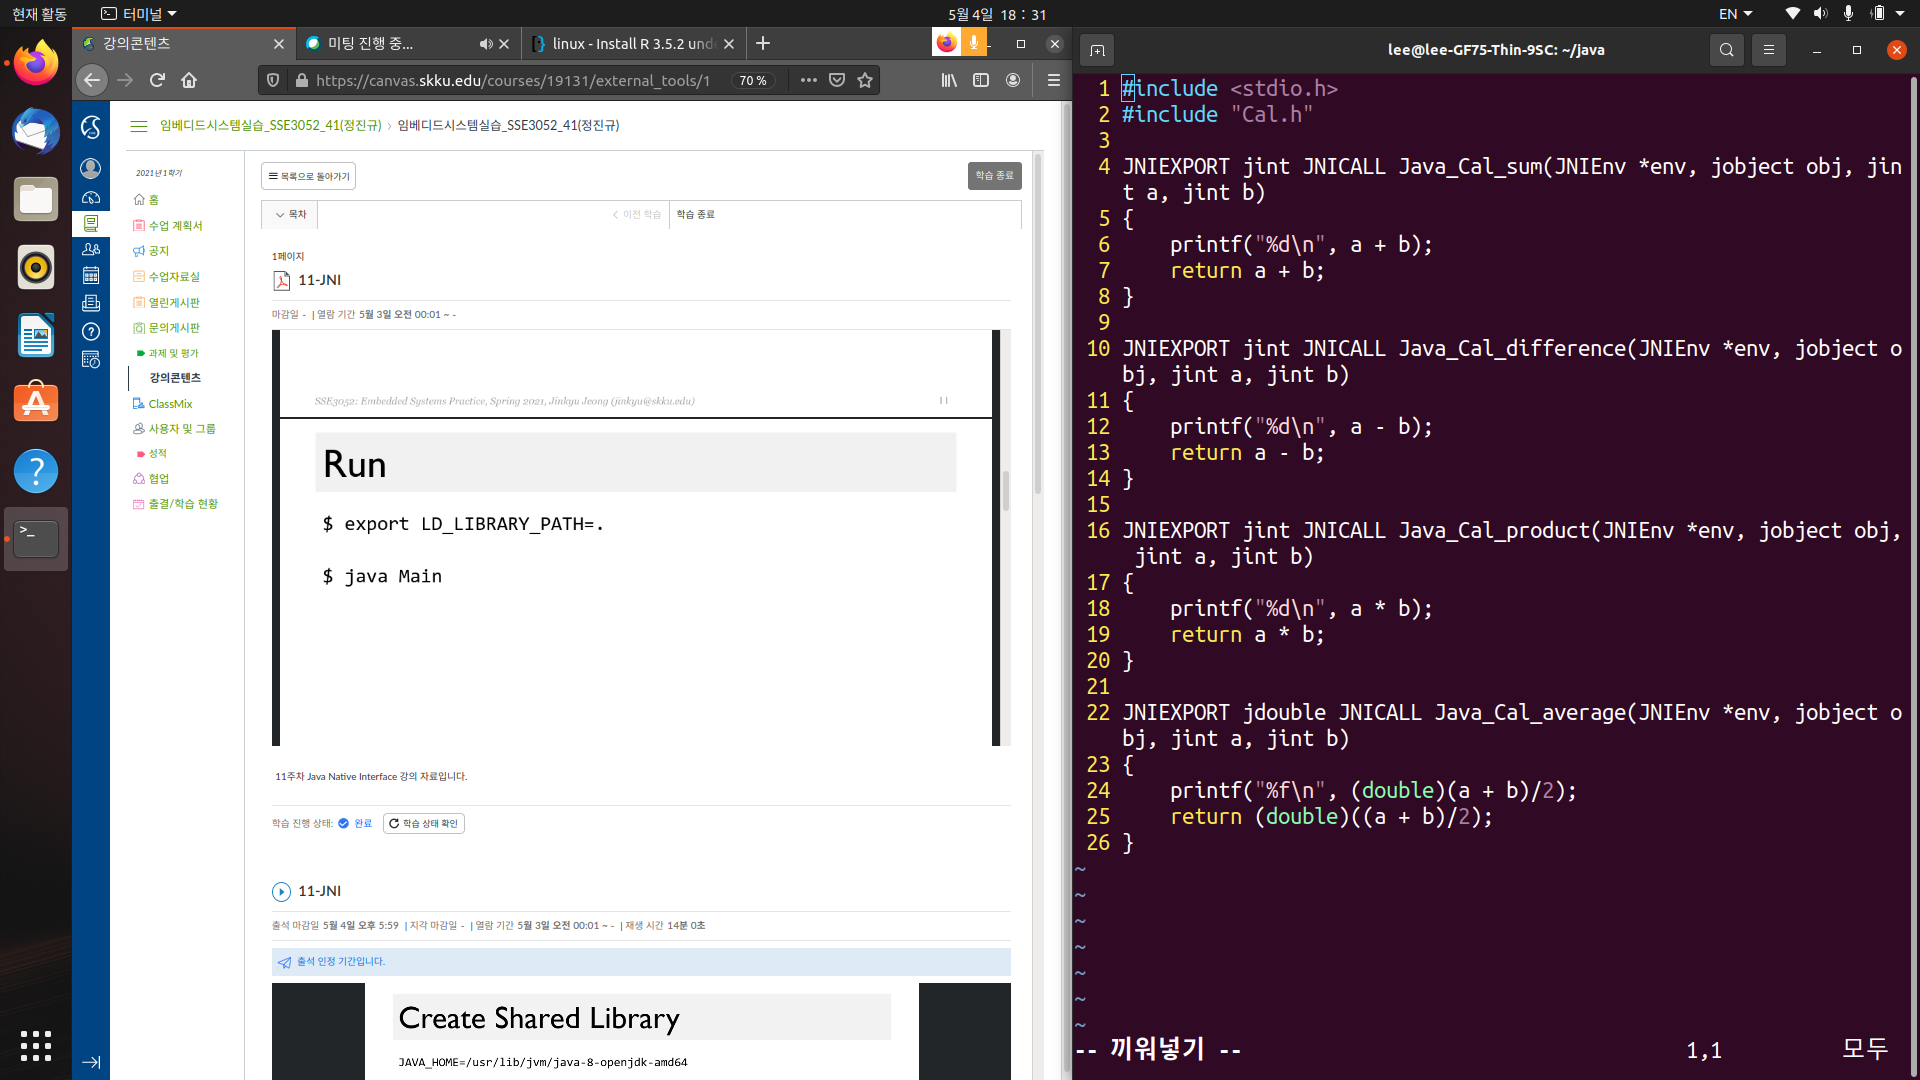 현재 활동
터미널
5월 4일 18 : 31
EN
강의콘텐츠
미팅 진행 중...
linux - Install R 3.5.2 und
https://canvas.skku.edu/courses/19131/external_tools/1
70 %
임베디드시스템실습_SSE3052_41(정진규) › 임베디드시스템실습_SSE3052_41(정진규)
2021년 1학기
홈
수업 계획서
공지
수업자료실
열린게시판
문의게시판
과제 및 평가
강의콘텐츠
ClassMix
사용자 및 그룹
성적
협업
출결/학습 현황
목록으로 돌아가기
학습 종료
목차
이전 학습
학습 종료
1페이지
11-JNI
마감일 - | 열람 기간 5월 3일 오전 00:01 ~ -
SSE3052: Embedded Systems Practice, Spring 2021, Jinkyu Jeong (jinkyu@skku.edu)
11
Run
$ export LD_LIBRARY_PATH=.
$ java Main
11주차 Java Native Interface 강의 자료입니다.
학습 진행 상태: 완료 학습 상태 확인
11-JNI
출석 마감일 5월 4일 오후 5:59 | 지각 마감일 - | 열람 기간 5월 3일 오전 00:01 ~ - | 재생 시간 14분 0초
출석 인정 기간입니다.
Create Shared Library
JAVA_HOME=/usr/lib/jvm/java-8-openjdk-amd64
lee@lee-GF75-Thin-9SC: ~/java
1 #include <stdio.h>
2 #include "Cal.h"
3
4 JNIEXPORT jint JNICALL Java_Cal_sum(JNIEnv *env, jobject obj, jin
t a, jint b)
5 {
6     printf("%d\n", a + b);
7     return a + b;
8 }
9
10 JNIEXPORT jint JNICALL Java_Cal_difference(JNIEnv *env, jobject o
bj, jint a, jint b)
11 {
12     printf("%d\n", a - b);
13     return a - b;
14 }
15
16 JNIEXPORT jint JNICALL Java_Cal_product(JNIEnv *env, jobject obj,
 jint a, jint b)
17 {
18     printf("%d\n", a * b);
19     return a * b;
20 }
21
22 JNIEXPORT jdouble JNICALL Java_Cal_average(JNIEnv *env, jobject o
bj, jint a, jint b)
23 {
24     printf("%f\n", (double)(a + b)/2);
25     return (double)((a + b)/2);
26 }
~
~
~
~
~
~
~
-- 끼워넣기 --
1,1
모두